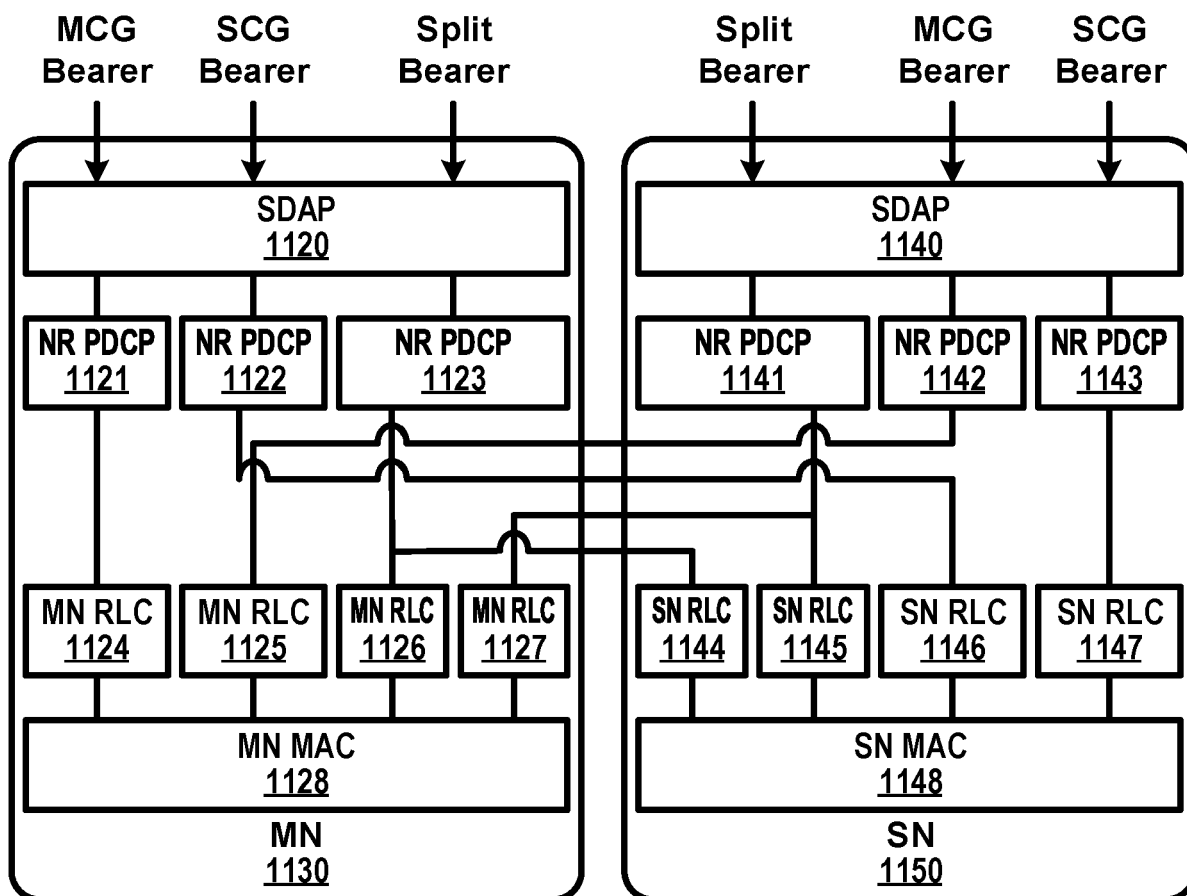 MCG Bearer
SCG Bearer
Split Bearer
Split Bearer
MCG Bearer
SCG Bearer
SDAP
1120
SDAP
1140
NR PDCP
1121
NR PDCP
1122
NR PDCP
1123
NR PDCP
1141
NR PDCP
1142
NR PDCP
1143
MN RLC
1124
MN RLC
1125
MN RLC
1126
MN RLC
1127
SN RLC
1144
SN RLC
1145
SN RLC
1146
SN RLC
1147
MN MAC
1128
SN MAC
1148
MN
1130
SN
1150